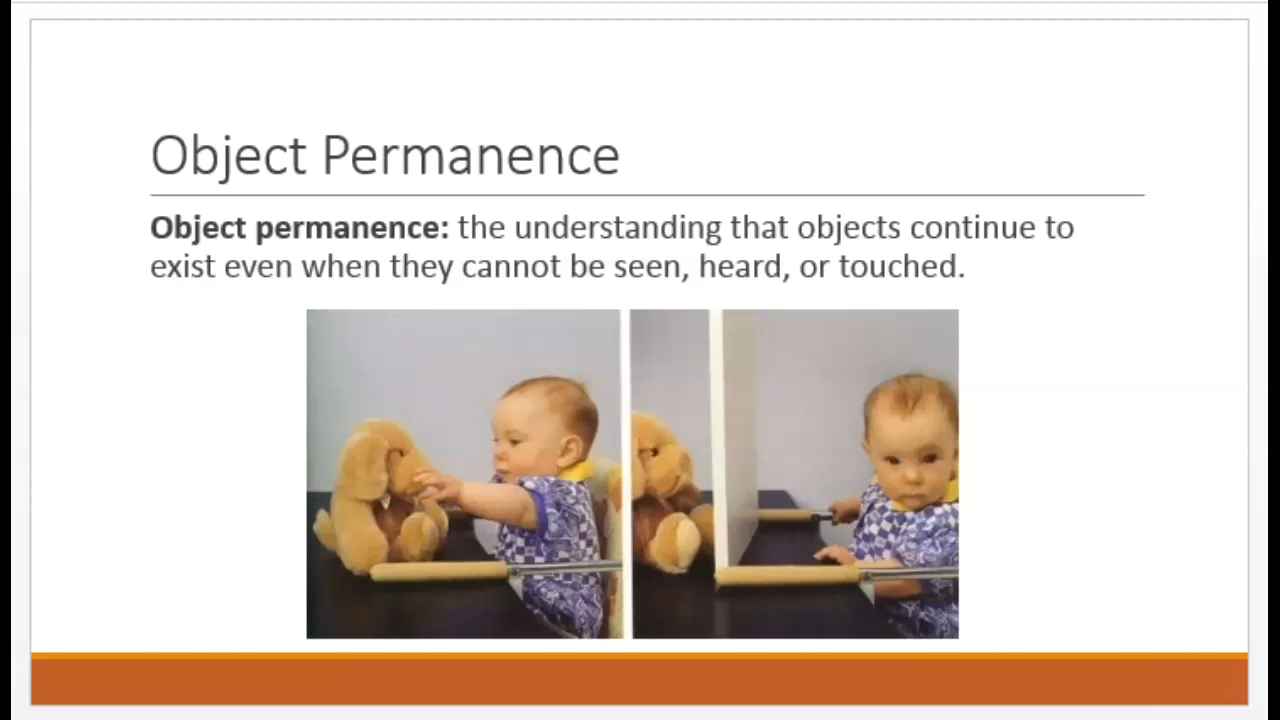 Object Permanence
Object permanence: the understanding that objects continue to
exist even when they cannot be seen, heard, or touched.